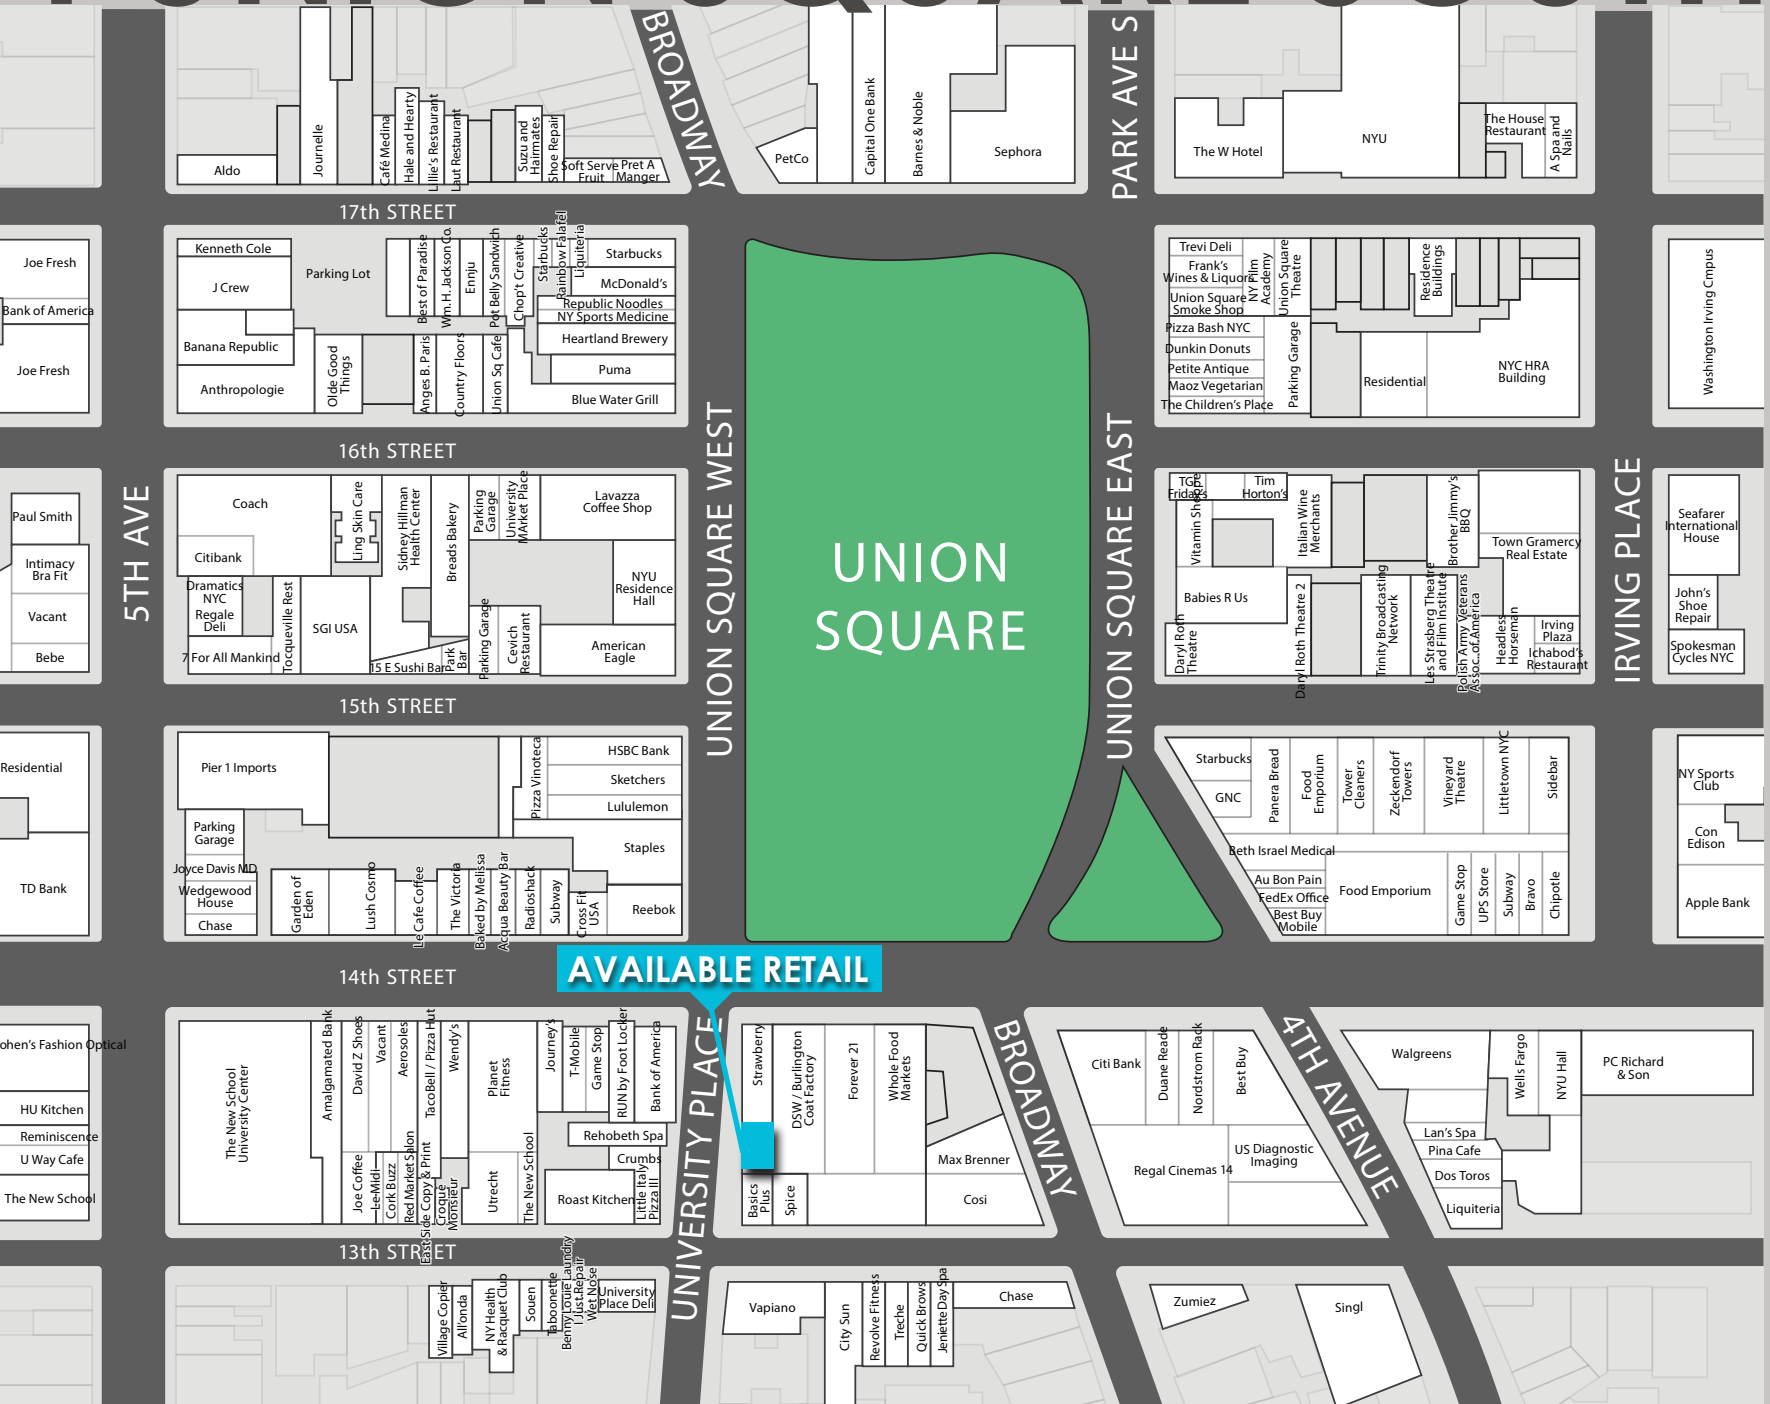 BROADWAY
PARK AVE S
Journelle
Café Medina
Hale and Hearty
Lillie's Restaurant
Laut Restaurant
Suzu and
Hairmates
Shoe Repair
Soft Serve
Fruit
Pret A
Manger
Aldo
PetCo
Capital One Bank
Barnes & Noble
Sephora
The W Hotel
NYU
The House
Restaurant
A Spa and
Nails
17th STREET
Joe Fresh
Bank of America
Joe Fresh
Kenneth Cole
J Crew
Banana Republic
Anthropologie
Parking Lot
Olde Good
Things
Best of Paradise
Wm.H. Jackson Co.
Ennju
Pot Belly Sandwich
Chop't Creative
Starbucks
Rainbow Falafel
Liquiteria
Starbucks
McDonald's
Republic Noodles
NY Sports Medicine
Heartland Brewery
Puma
Blue Water Grill
Anges B. Paris
Country Floors
Union Sq Cafe
Trevi Deli
Frank's
Wines & Liquor
Union Square
Smoke Shop
NY Film
Academy
Union Square
Theatre
Pizza Bash NYC
Dunkin Donuts
Petite Antique
Maoz Vegetarian
The Children's Place
Parking Garage
Residence
Buildings
Residential
NYC HRA
Building
Washington Irving Cmpus
16th STREET
5TH AVE
UNION SQUARE WEST
UNION
SQUARE
UNION SQUARE EAST
IRVING PLACE
Paul Smith
Intimacy
Bra Fit
Vacant
Bebe
Coach
Citibank
Dramatics
NYC
Regale
Deli
7 For All Mankind
Tocqueville Rest
SGI USA
Ling Skin Care
Sidney Hillman
Health Center
Breads Bakery
Parking
Garage
University
MArket Place
Lavazza
Coffee Shop
NYU
Residence
Hall
American
Eagle
15 E Sushi Bar
Park
Bar
Parking Garage
Cevich
Restaurant
TGI
Friday's
Vitamin Shoppe
Tim
Horton's
Italian Wine
Merchants
Brother Jimmy's
BBQ
Town Gramercy
Real Estate
Babies R Us
Daryl Roth
Theatre
Daryl Roth Theatre 2
Trinity Broadcasting
Network
Les Strasberg Theatre
and Film Institute
Polish Army Veterans
Assoc. of America
Headless
Horseman
Irving
Plaza
Ichabod's
Restaurant
Seafarer
International
House
John's
Shoe
Repair
Spokesman
Cycles NYC
15th STREET
Residential
TD Bank
Pier 1 Imports
Parking
Garage
Joyce Davis MD
Wedgewood
House
Chase
Garden of
Eden
Lush Cosmo
Le Cafe Coffee
The Victoria
Baked by Melissa
Acqua Beauty Bar
Radioshack
Subway
Cross Fit
USA
Pizza Vinoteca
HSBC Bank
Sketchers
Lululemon
Staples
Reebok
Starbucks
GNC
Panera Bread
Food
Emporium
Tower
Cleaners
Zeckendorf
Towers
Vineyard
Theatre
Littletown NYC
Sidebar
Beth Israel Medical
Au Bon Pain
FedEx Office
Best Buy
Mobile
Food Emporium
Game Stop
UPS Store
Subway
Bravo
Chipotle
NY Sports
Club
Con
Edison
Apple Bank
14th STREET
AVAILABLE RETAIL
ohen's Fashion Optical
HU Kitchen
Reminiscence
U Way Cafe
The New School
The New School
University Center
Amalgamated Bank
David Z Shoes
Vacant
Aerosoles
TacoBell / Pizza Hut
Wendy's
Planet
Fitness
Journey's
T-Mobile
Game Stop
RUN by Foot Locker
Bank of America
Rehobeth Spa
Crumbs
Joe Coffee
Lee Midi
Cork Buzz
Red Market Salon
East Side Copy & Print
Croque
Monsieur
Utrecht
The New School
Roast Kitchen
Little Italy
Pizza III
UNIVERSITY PLACE
Strawberry
DSW / Burlington
Coat Factory
Forever 21
Whole Food
Markets
Max Brenner
Cosi
Basics
Plus
Spice
BROADWAY
Citi Bank
Duane Reade
Nordstrom Rack
Best Buy
Regal Cinemas 14
US Diagnostic
Imaging
4TH AVENUE
Walgreens
Wells Fargo
NYU Hall
PC Richard
& Son
Lan's Spa
Pina Cafe
Dos Toros
Liquiteria
13th STREET
Village Copier
Alfonda
NY Health
& Racquet Club
Souen
Taboonette
Benny Louie Laundry
I Just Repair
Wet Nose
University
Place Deli
Vapiano
City Sun
Revolve Fitness
Treche
Quick Brows
Jeniette Day Spa
Chase
Zumiez
Singl